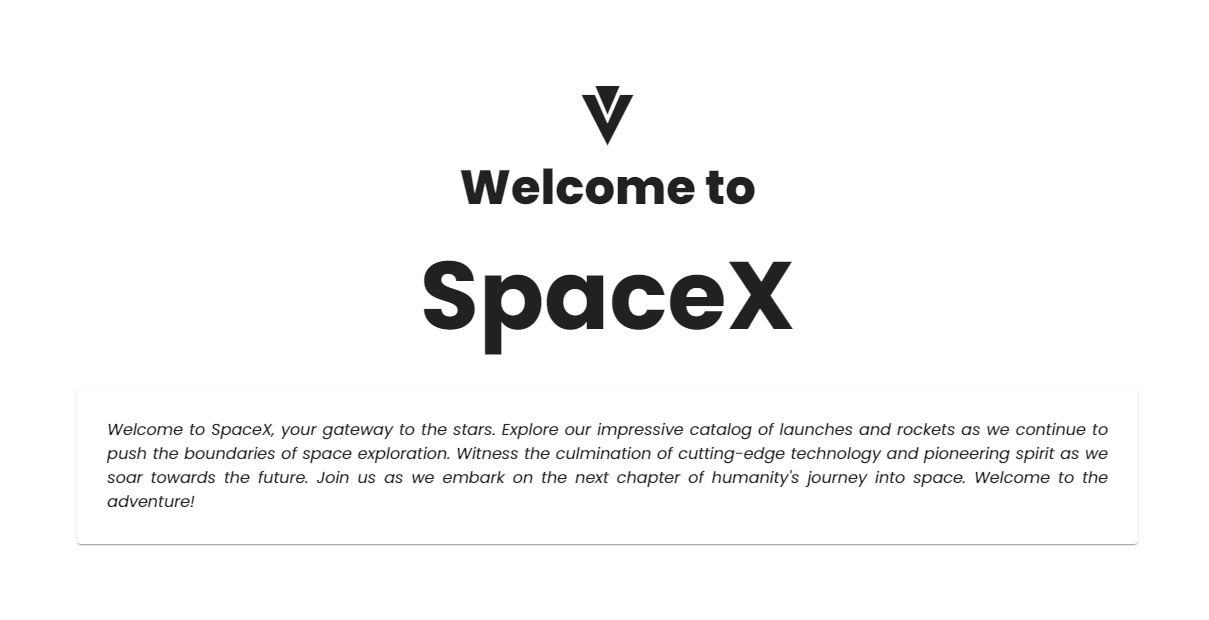 Welcome to
SpaceX
Welcome to SpaceX, your gateway to the stars. Explore our impressive catalog of launches and rockets as we continue to
push the boundaries of space exploration. Witness the culmination of cutting-edge technology and pioneering spirit as we
soar towards the future. Join us as we embark on the next chapter of humanity's journey into space. Welcome to the
adventure!